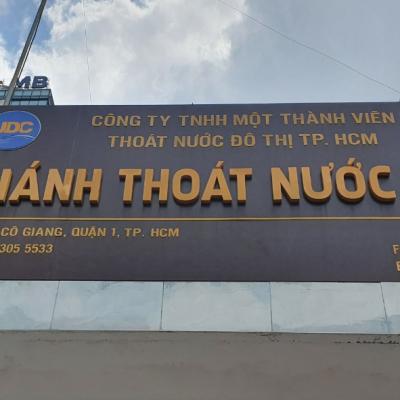 MB
UDC
CÔNG TY TNHH MỘT THÀNH VIÊN
THOÁT NƯỚC ĐÔ THỊ TP. HCM
THOÁT NƯỚC
CÔ GIANG, QUẬN 1, TP. HCM
305 5533